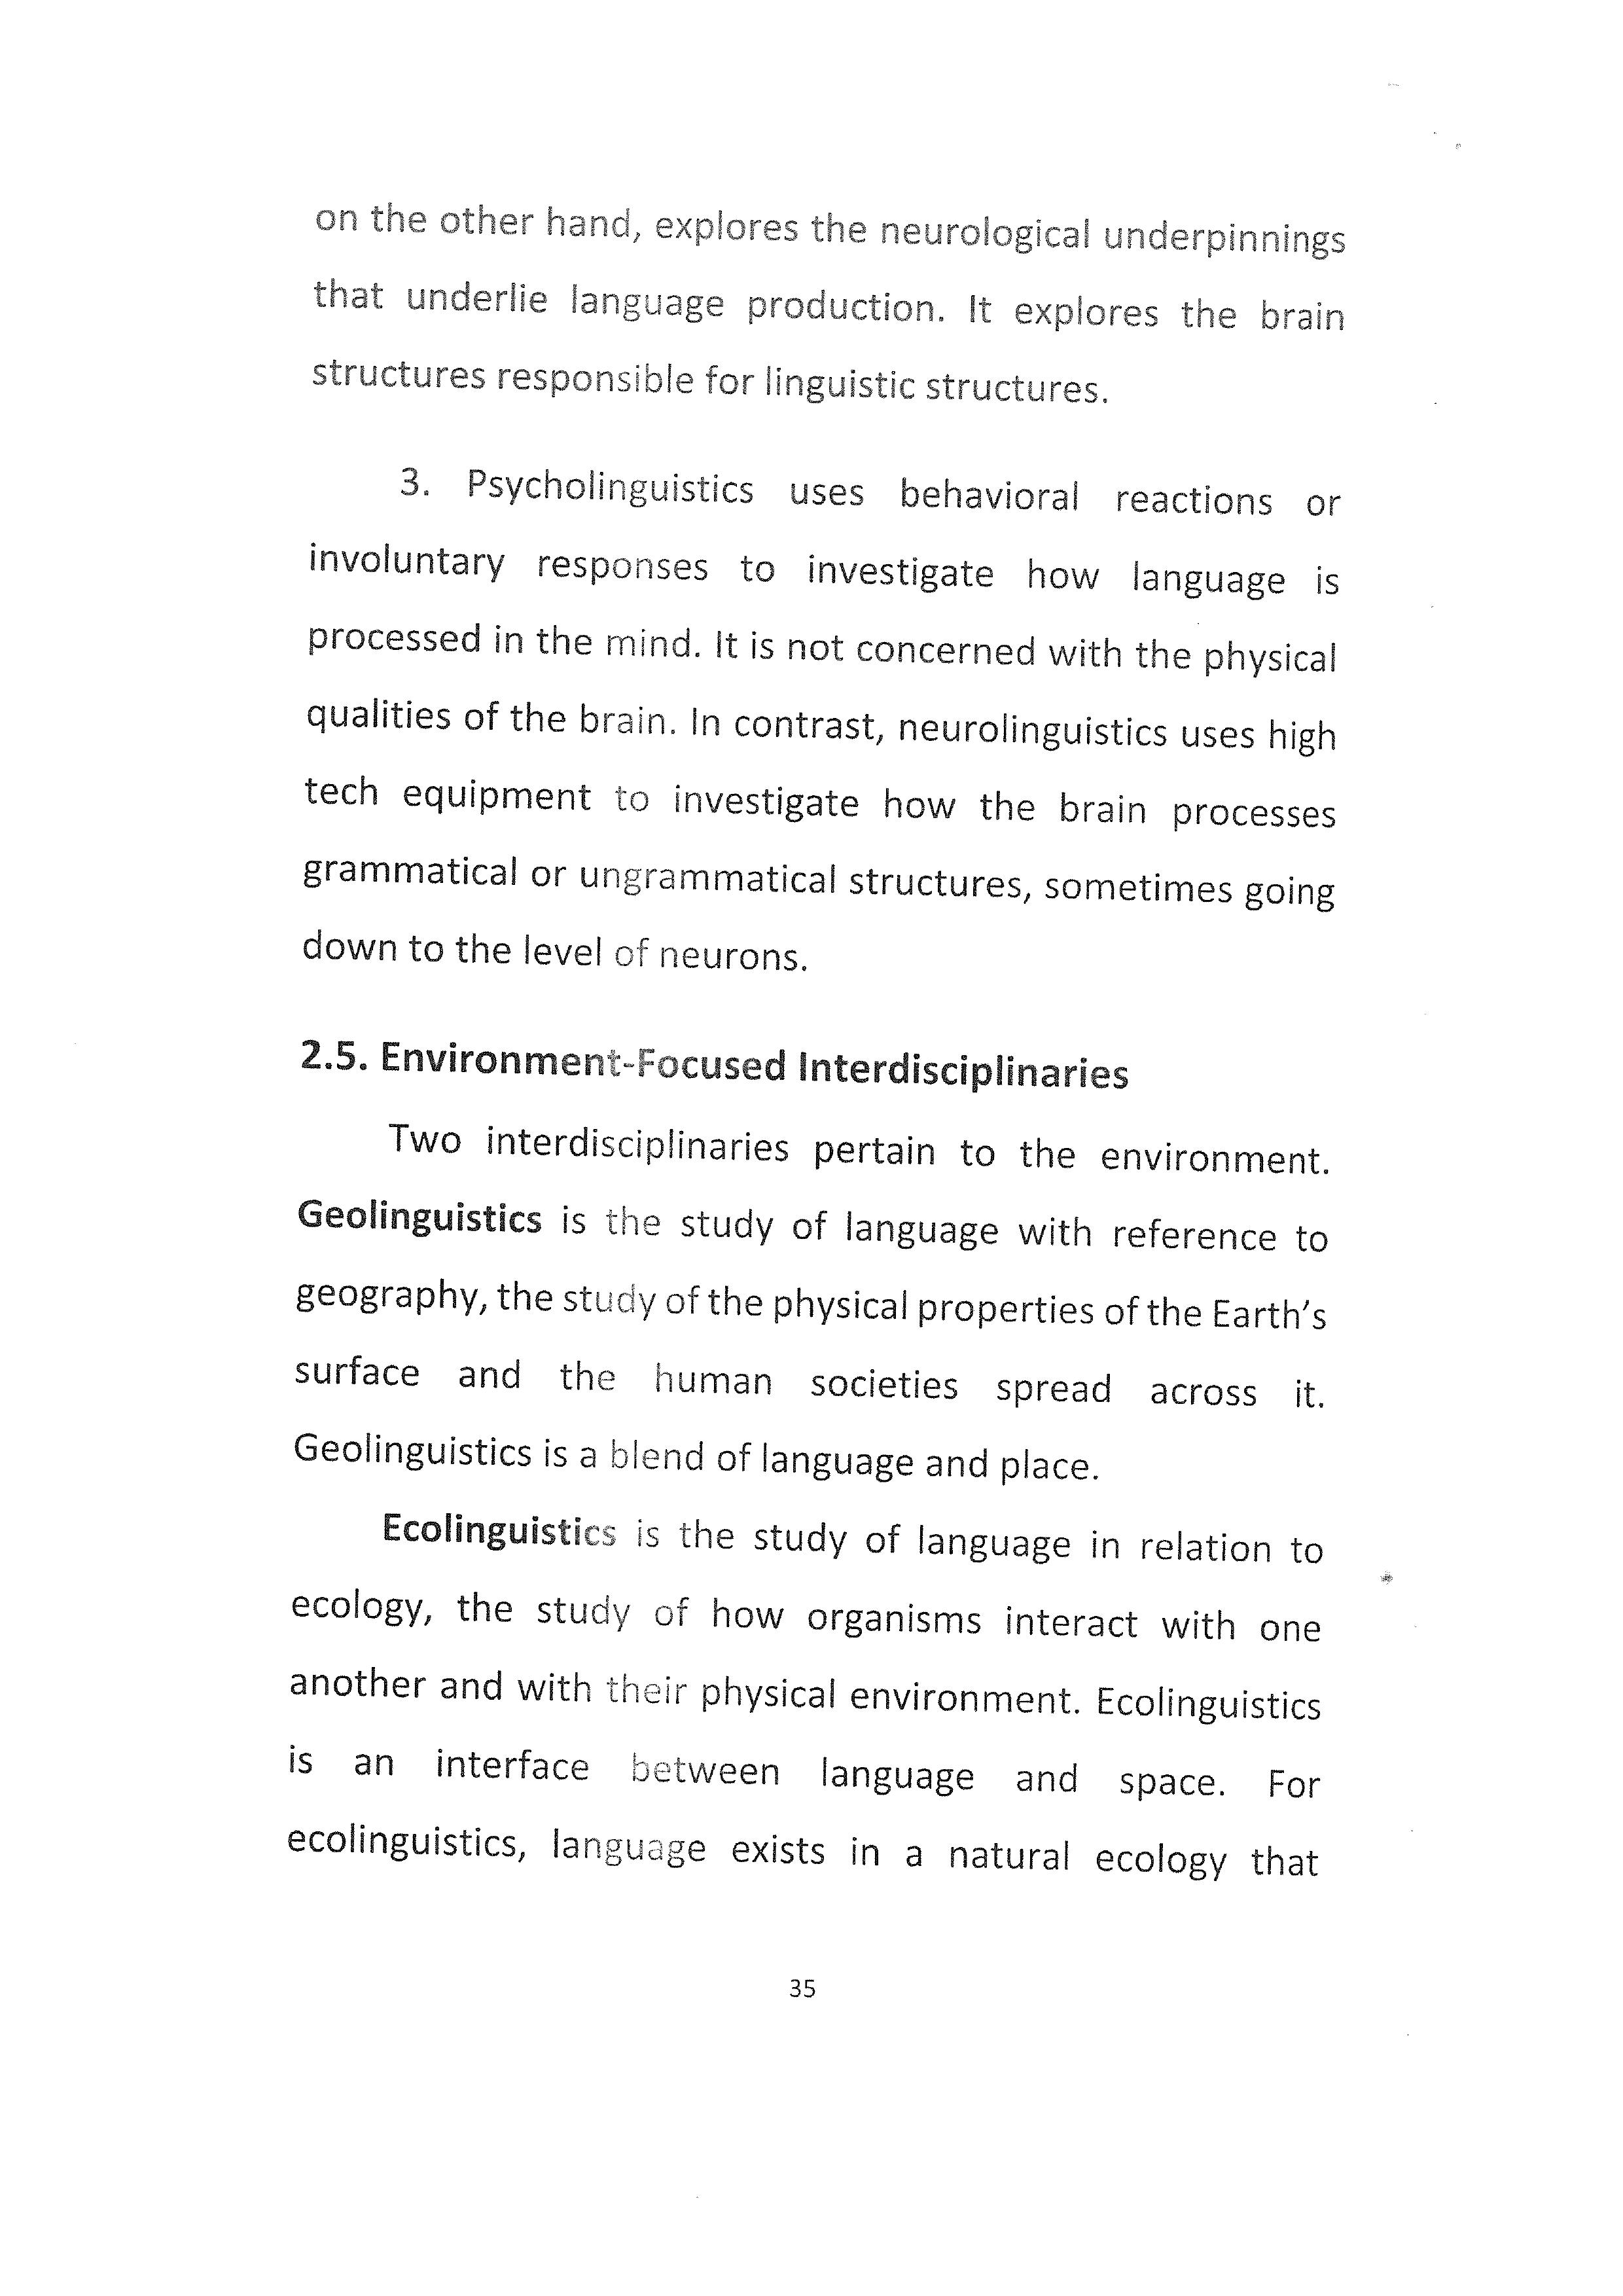 on the other hand, explores the neurological underpinnings
that underlie language production. It explores the brain
structures responsible for linguistic structures.
3. Psycholinguistics uses behavioral reactions or
involuntary responses to investigate how language is
processed in the mind. It is not concerned with the physical
qualities of the brain. In contrast, neurolinguistics uses high
tech equipment to investigate how the brain processes
grammatical or ungrammatical structures, sometimes going
down to the level of neurons.
2.5. Environment-Focused Interdisciplinaries
Two interdisciplinaries pertain to the environment.
Geolinguistics is the study of language with reference to
geography, the study of the physical properties of the Earth's
surface and the human societies spread across it.
Geolinguistics is a blend of language and place.
Ecolinguistics is the study of language in relation to
ecology, the study of how organisms interact with one
another and with their physical environment. Ecolinguistics
is an interface between language and space. For
ecolinguistics, language exists in a natural ecology that
35